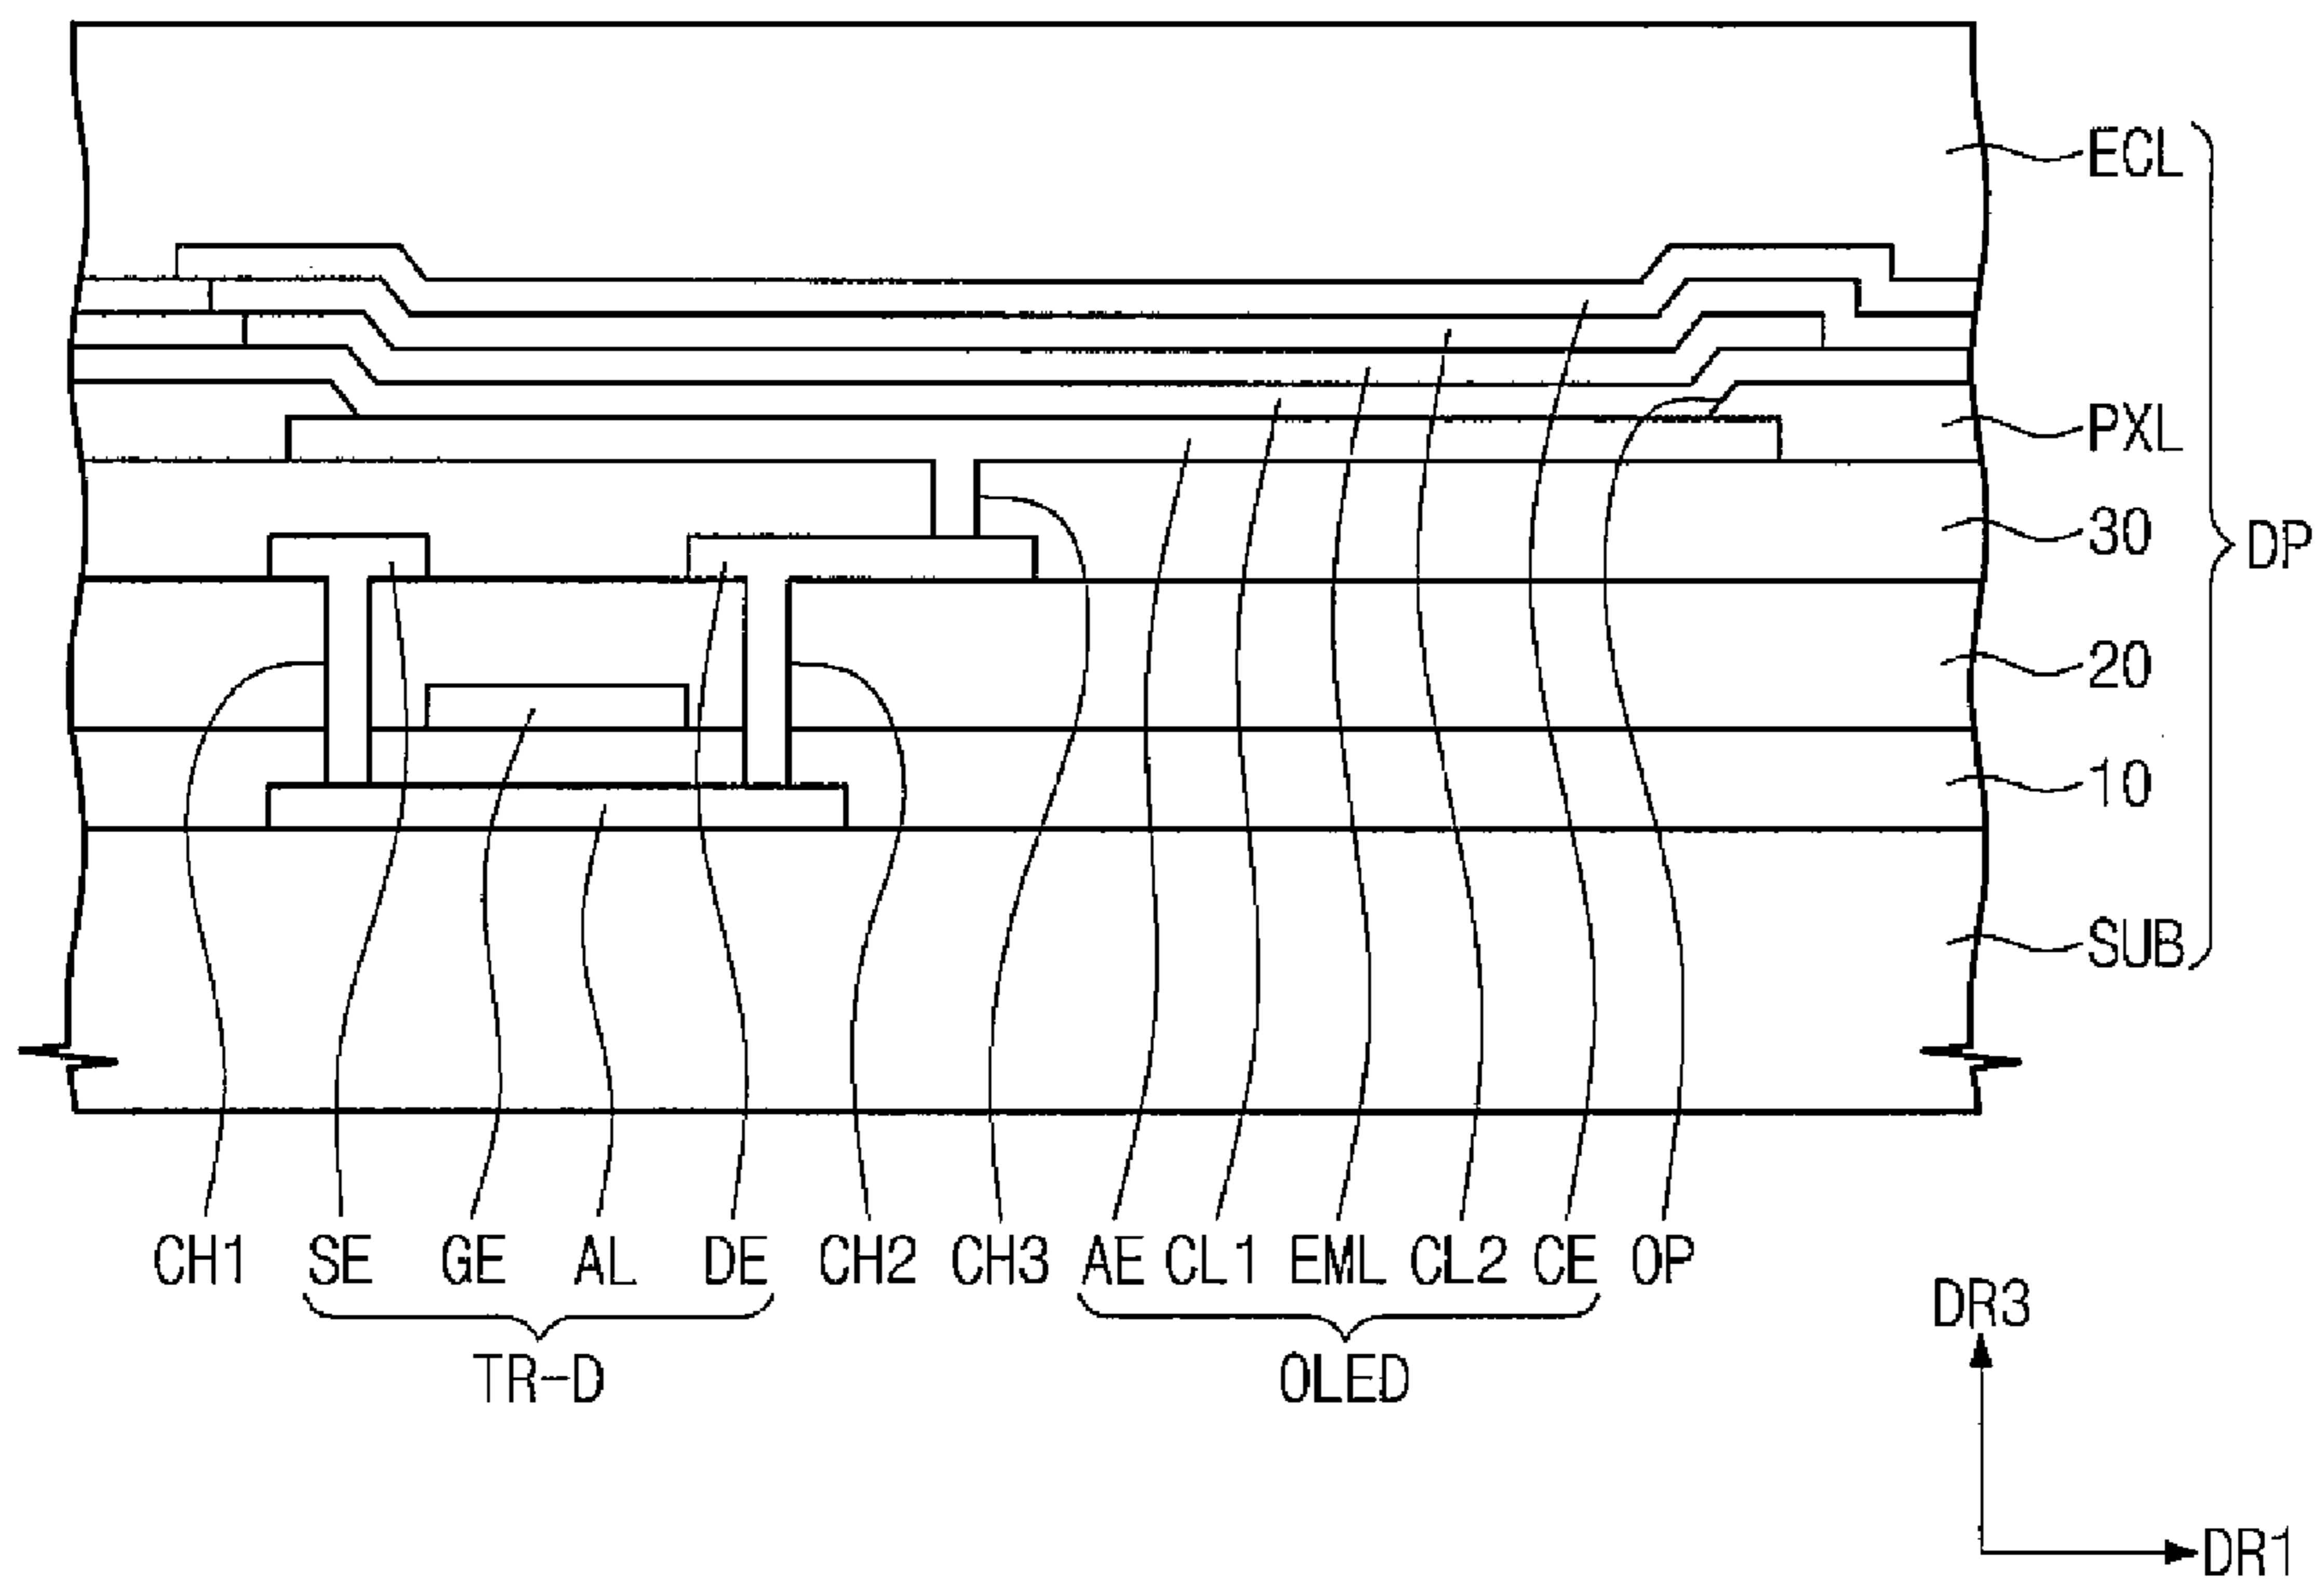 ECL
PXL
30
DP
20
10
SUB
CH1 SE GE AL DE CH2 CH3 AE CL1 EML CL2 CE OP
TR-D OLED
DR3
DR1